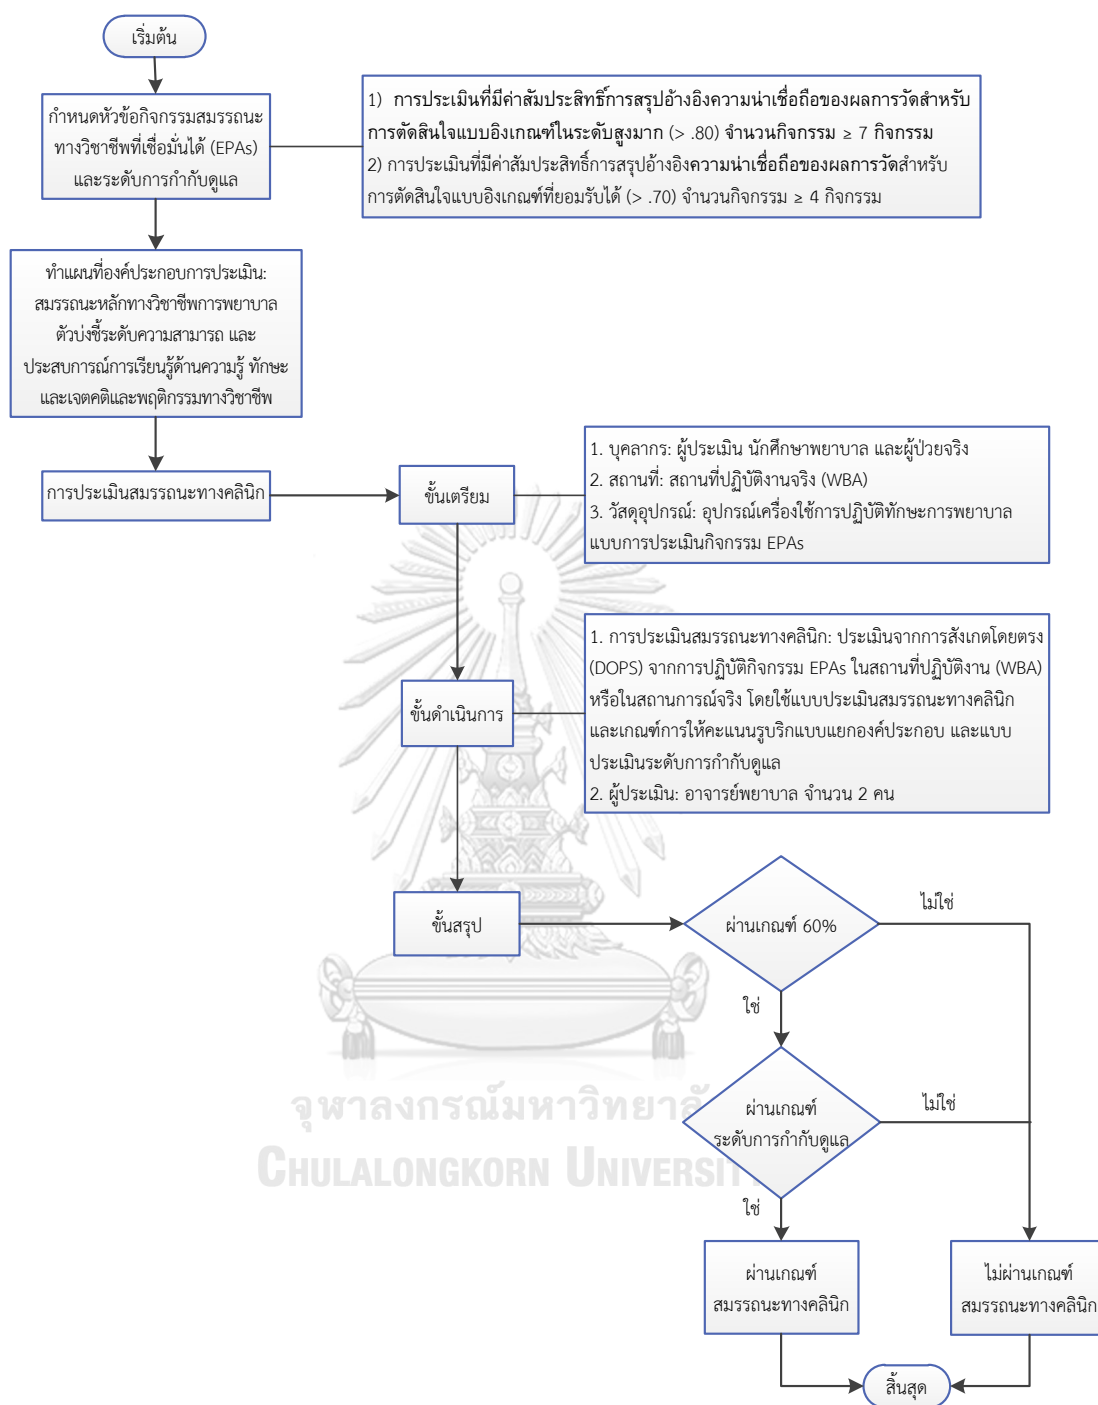 เริ่มต้น
กำหนดหัวข้อกิจกรรมสมรรถนะ
ทางวิชาชีพที่เชื่อมั่นได้ (EPAs)
และระดับการกำกับดูแล
1) การประเมินที่มีค่าสัมประสิทธิ์การสรุปอ้างอิงความน่าเชื่อถือของผลการวัดสำหรับ
การตัดสินใจแบบอิงเกณฑ์ในระดับสูงมาก (> .80) จำนวนกิจกรรม ≥ 7 กิจกรรม
2) การประเมินที่มีค่าสัมประสิทธิ์การสรุปอ้างอิงความน่าเชื่อถือของผลการวัดสำหรับ
การตัดสินใจแบบอิงเกณฑ์ที่ยอมรับได้ (> .70) จำนวนกิจกรรม ≥ 4 กิจกรรม
ทำแผนที่องค์ประกอบการประเมิน:
สมรรถนะหลักทางวิชาชีพการพยาบาล
ตัวบ่งชี้ระดับความสามารถ และ
ประสบการณ์การเรียนรู้ด้านความรู้ ทักษะ
และเจตคติและพฤติกรรมทางวิชาชีพ
การประเมินสมรรถนะทางคลินิก
ขั้นเตรียม
1. บุคลากร: ผู้ประเมิน นักศึกษาพยาบาล และผู้ป่วยจริง
2. สถานที่: สถานที่ปฏิบัติงานจริง (WBA)
3. วัสดุอุปกรณ์: อุปกรณ์เครื่องใช้การปฏิบัติทักษะการพยาบาล
แบบการประเมินกิจกรรม EPAs
ขั้นดำเนินการ
1. การประเมินสมรรถนะทางคลินิก: ประเมินจากการสังเกตโดยตรง
(DOPS) จากการปฏิบัติกิจกรรม EPAs ในสถานที่ปฏิบัติงาน (WBA)
หรือในสถานการณ์จริง โดยใช้แบบประเมินสมรรถนะทางคลินิก
และเกณฑ์การให้คะแนนรูบริกแบบแยกองค์ประกอบ และแบบ
ประเมินระดับการกำกับดูแล
2. ผู้ประเมิน: อาจารย์พยาบาล จำนวน 2 คน
ขั้นสรุป
ผ่านเกณฑ์ 60%
ไม่ใช่
ใช่
ผ่านเกณฑ์
ระดับการกำกับดูแล
ไม่ใช่
ใช่
จุฬาลงกรณ์มหาวิทยาลั
CHULALONGKORN UNIVERSIT
ผ่านเกณฑ์
สมรรถนะทางคลินิก
ไม่ผ่านเกณฑ์
สมรรถนะทางคลินิก
สิ้นสุด